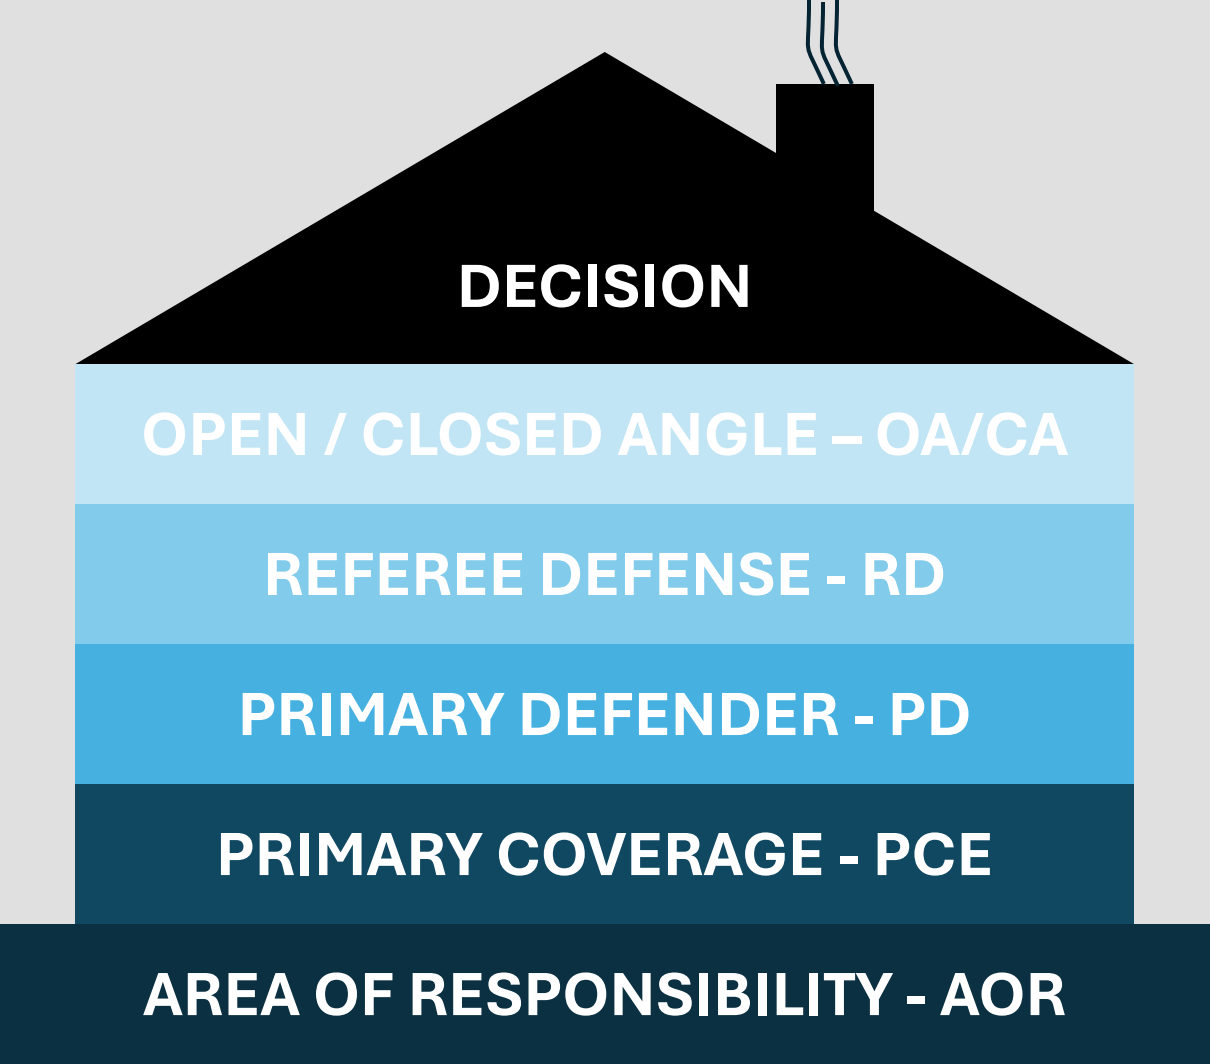 DECISION
OPEN / CLOSED ANGLE – OA/CA
REFEREE DEFENSE - RD
PRIMARY DEFENDER - PD
PRIMARY COVERAGE - PCE
AREA OF RESPONSIBILITY - AOR